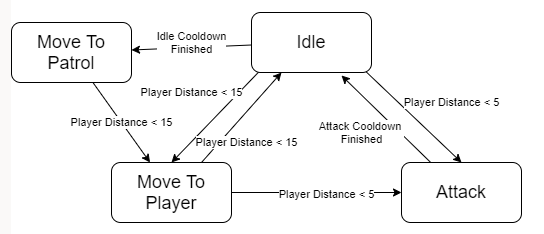 Idle Cooldown
Finished
Move To
Patrol
Idle
Player Distance < 15
Player Distance < 5
Player Distance < 15
Attack Cooldown
Finished
Player Distance < 15
Move To
Player
Player Distance < 5
Attack